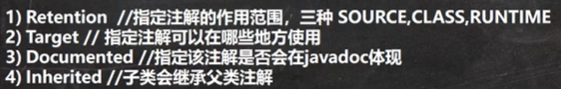 1) Retention //指定注解的作用范围，三种 SOURCE,CLASS,RUNTIME
2) Target // 指定注解可以在哪些地方使用
3) Documented //指定该注解是否会在javadoc体现
4) Inherited //子类会继承父类注解